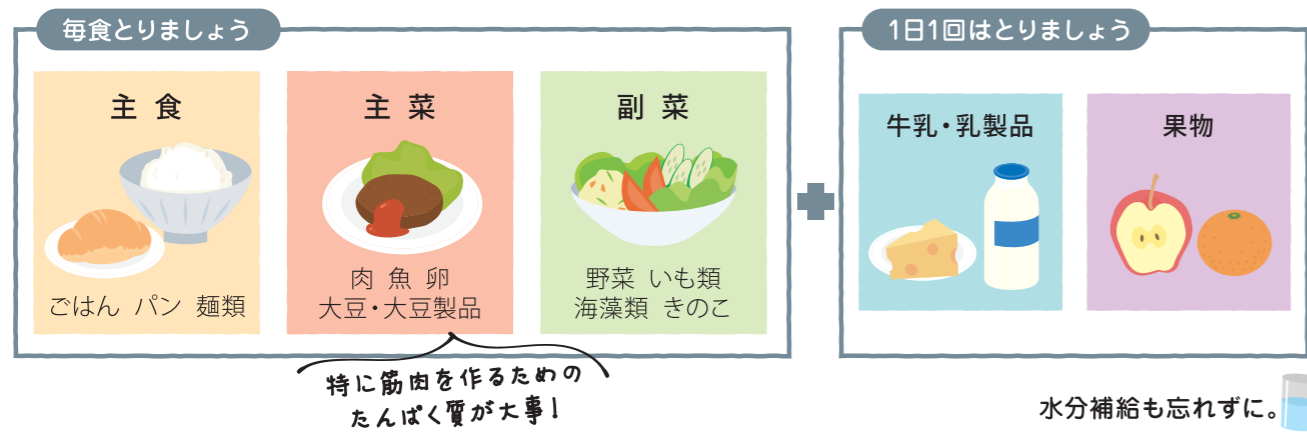 毎食とりましょう
主食
ごはん パン 麺類
主菜
肉 魚 卵
大豆・大豆製品
副菜
野菜 いも類
海藻類 きのこ
特に筋肉を作るための
たんぱく質が大事!
1日1回はとりましょう
牛乳・乳製品
果物
水分補給も忘れずに。